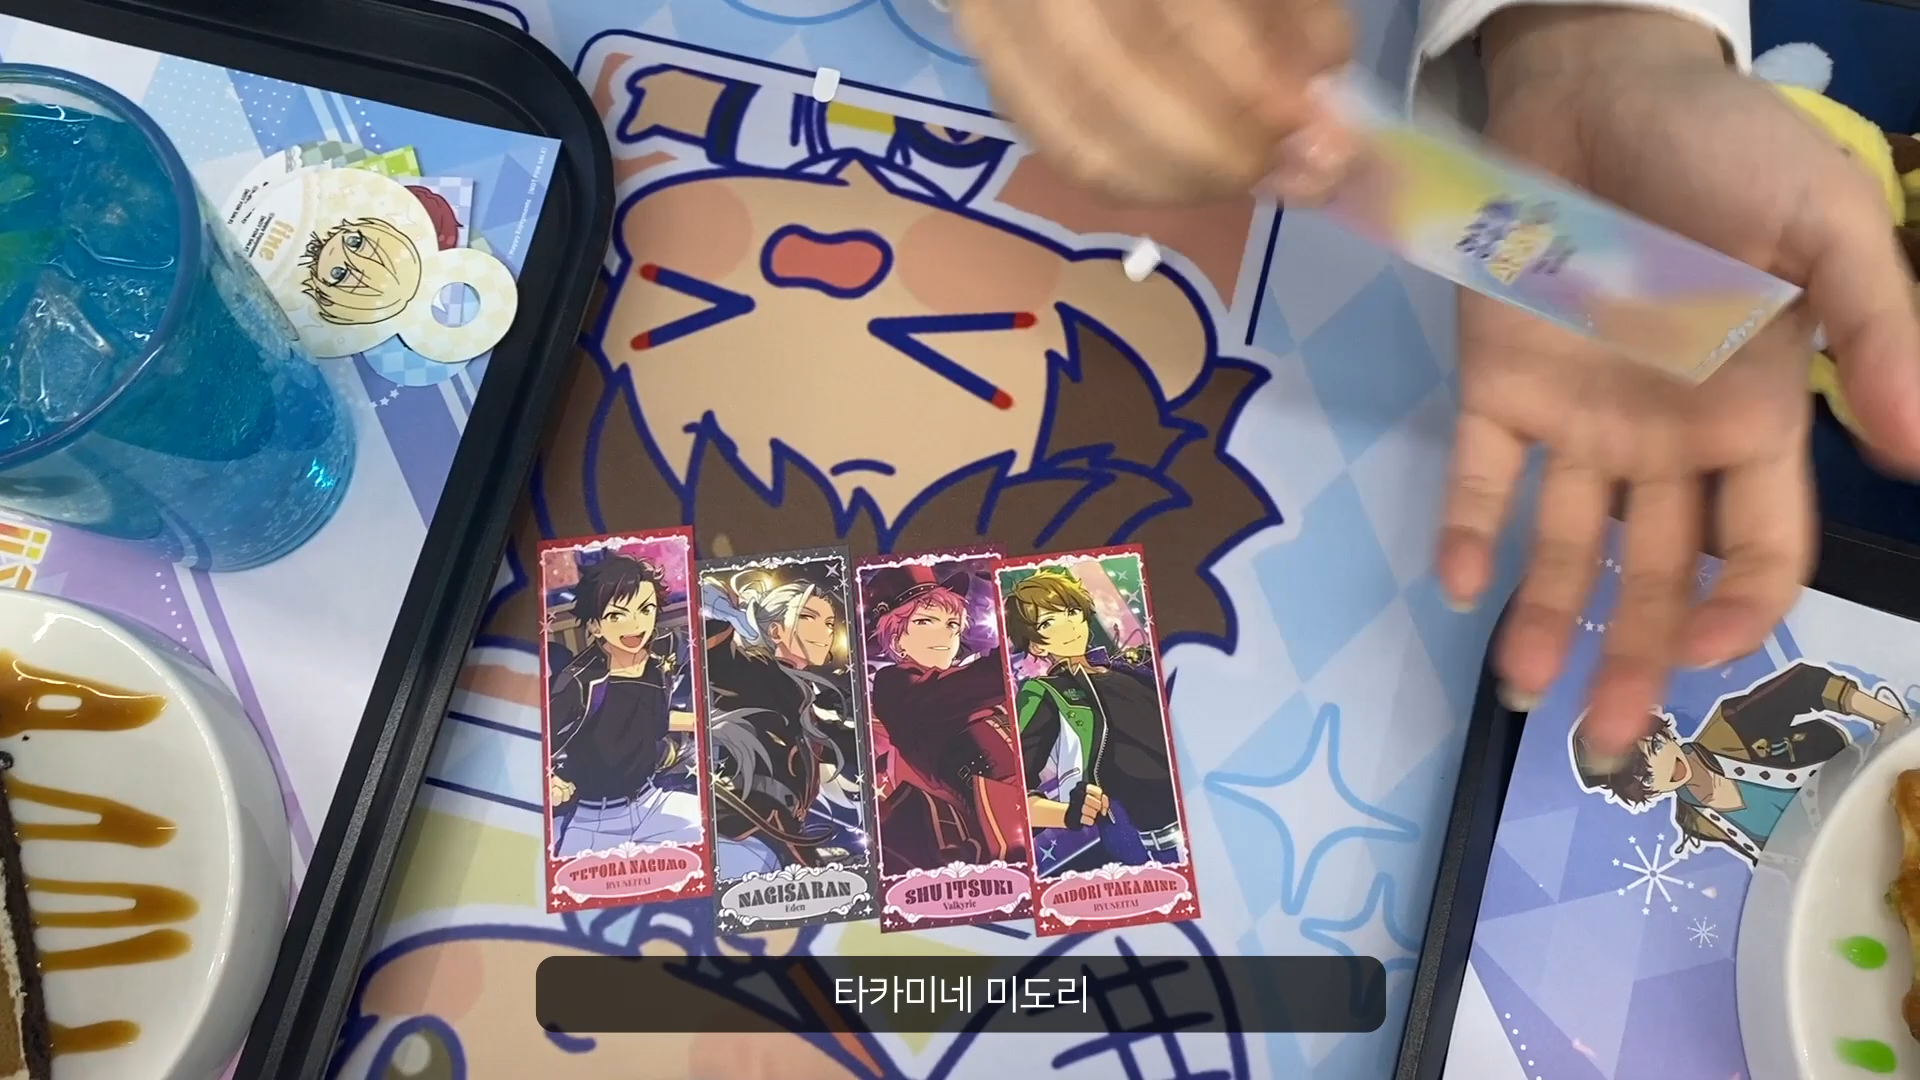 fine
TETORA NAGUMO
RYUSEITAI
NAGISA RAN
Eden
SHU ITSUKI
Valkyrie
MIDORI TAKAMINE
RYUSEITAI
타카미네 미도리